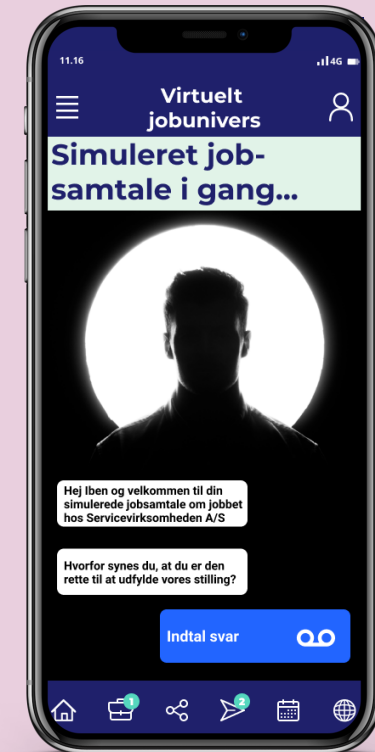 11.16
4G
Virtuelt
jobunivers
Simuleret job-
samtale i gang...
Hej Iben og velkommen til din
simulerede jobsamtale om jobbet
hos Servicevirksomheden A/S
Hvorfor synes du, at du er den
rette til at udfylde vores stilling?
Indtal svar
1
2